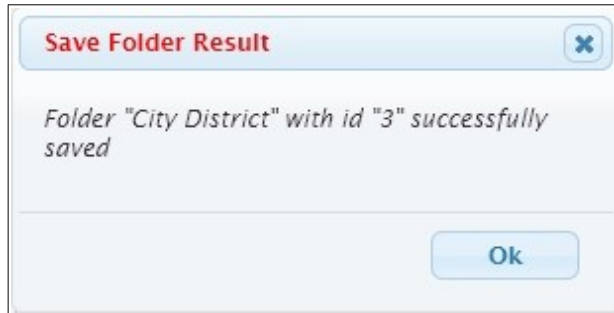 Save Folder Result
Folder "City District" with id "3" successfully
saved
Ok